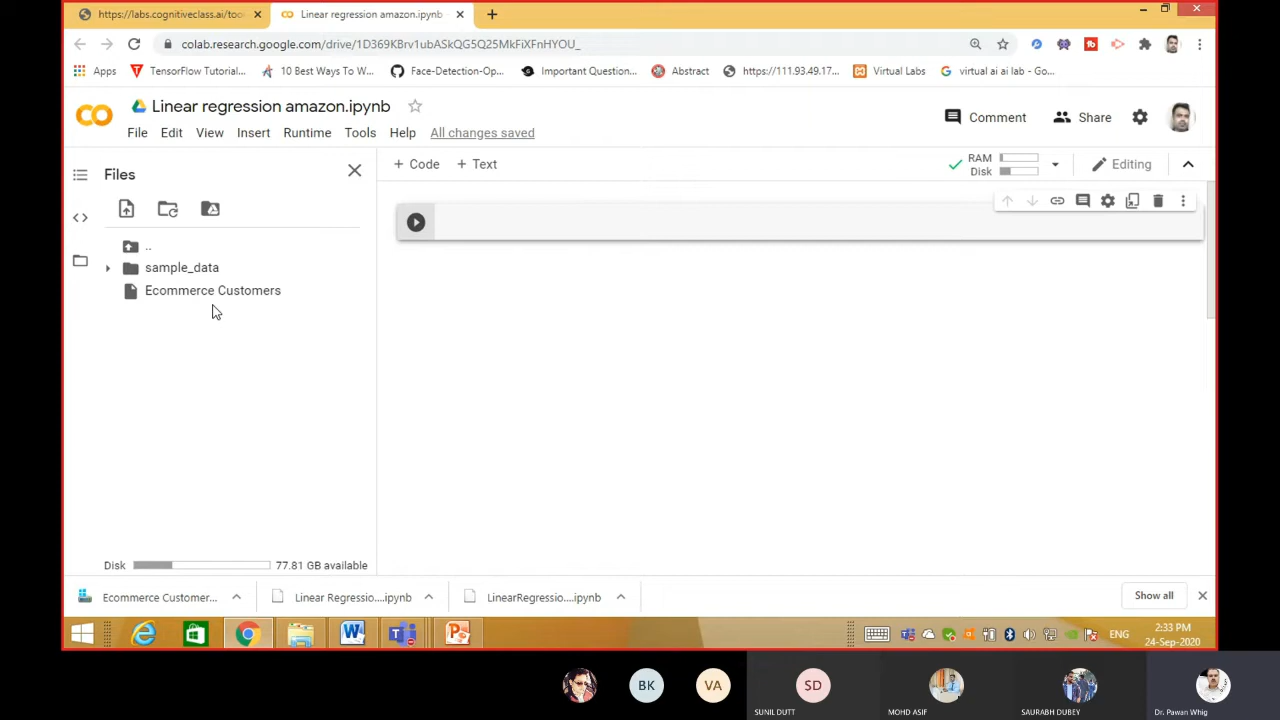 https://labs.cognitiveclass.ai/too
Linear regression amazon.ipynb
colab.research.google.com/drive/1D369KBrv1ubASkQG5Q25MkFiXFnHYOU_
Apps
TensorFlow Tutorial...
10 Best Ways To W...
Face-Detection-Op...
Important Question...
Abstract
https://111.93.49.17...
Virtual Labs
virtual ai ai lab - Go...
Linear regression amazon.ipynb
Comment
Share
File Edit View Insert Runtime Tools Help All changes saved
Files
+ Code + Text
RAM
Disk
Editing
..
sample_data
Ecommerce Customers
Disk 77.81 GB available
Ecommerce Customer...
Linear Regressio....ipynb
LinearRegressio....ipynb
Show all
ENG
2:33 PM
24-Sep-2020
BK
VA
SD
SUNIL DUTT
MOHD ASIF
SAURABH DUBEY
Dr. Pawan Whig